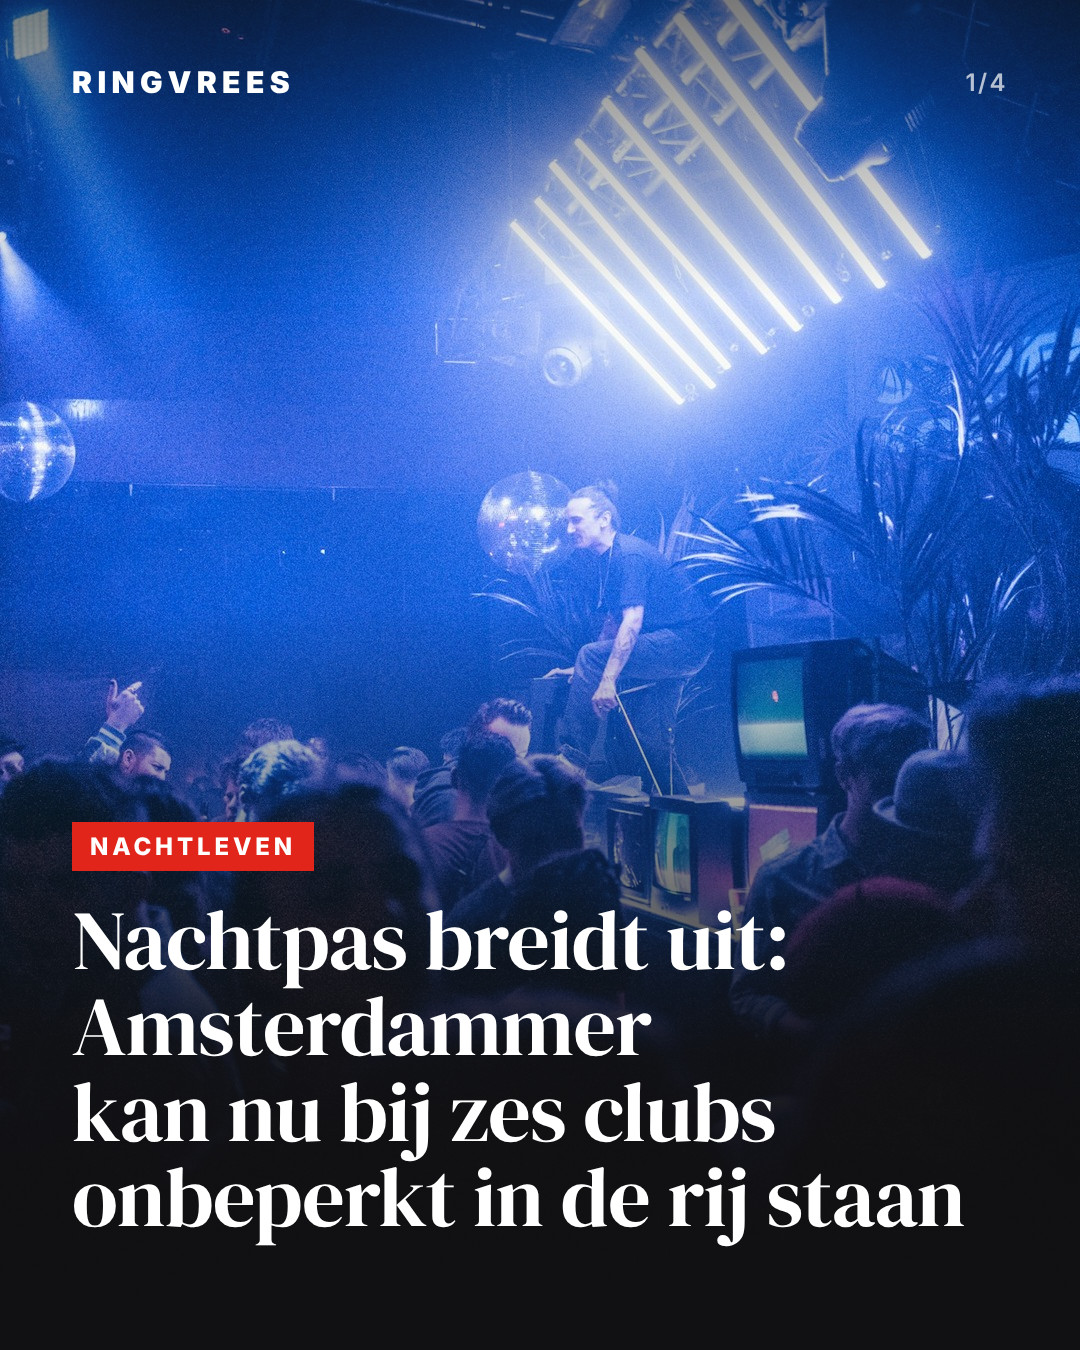 RINGVREES
1/4
NACHTLEVEN
Nachtpas breidt uit:
Amsterdammer
kan nu bij zes clubs
onbeperkt in de rij staan